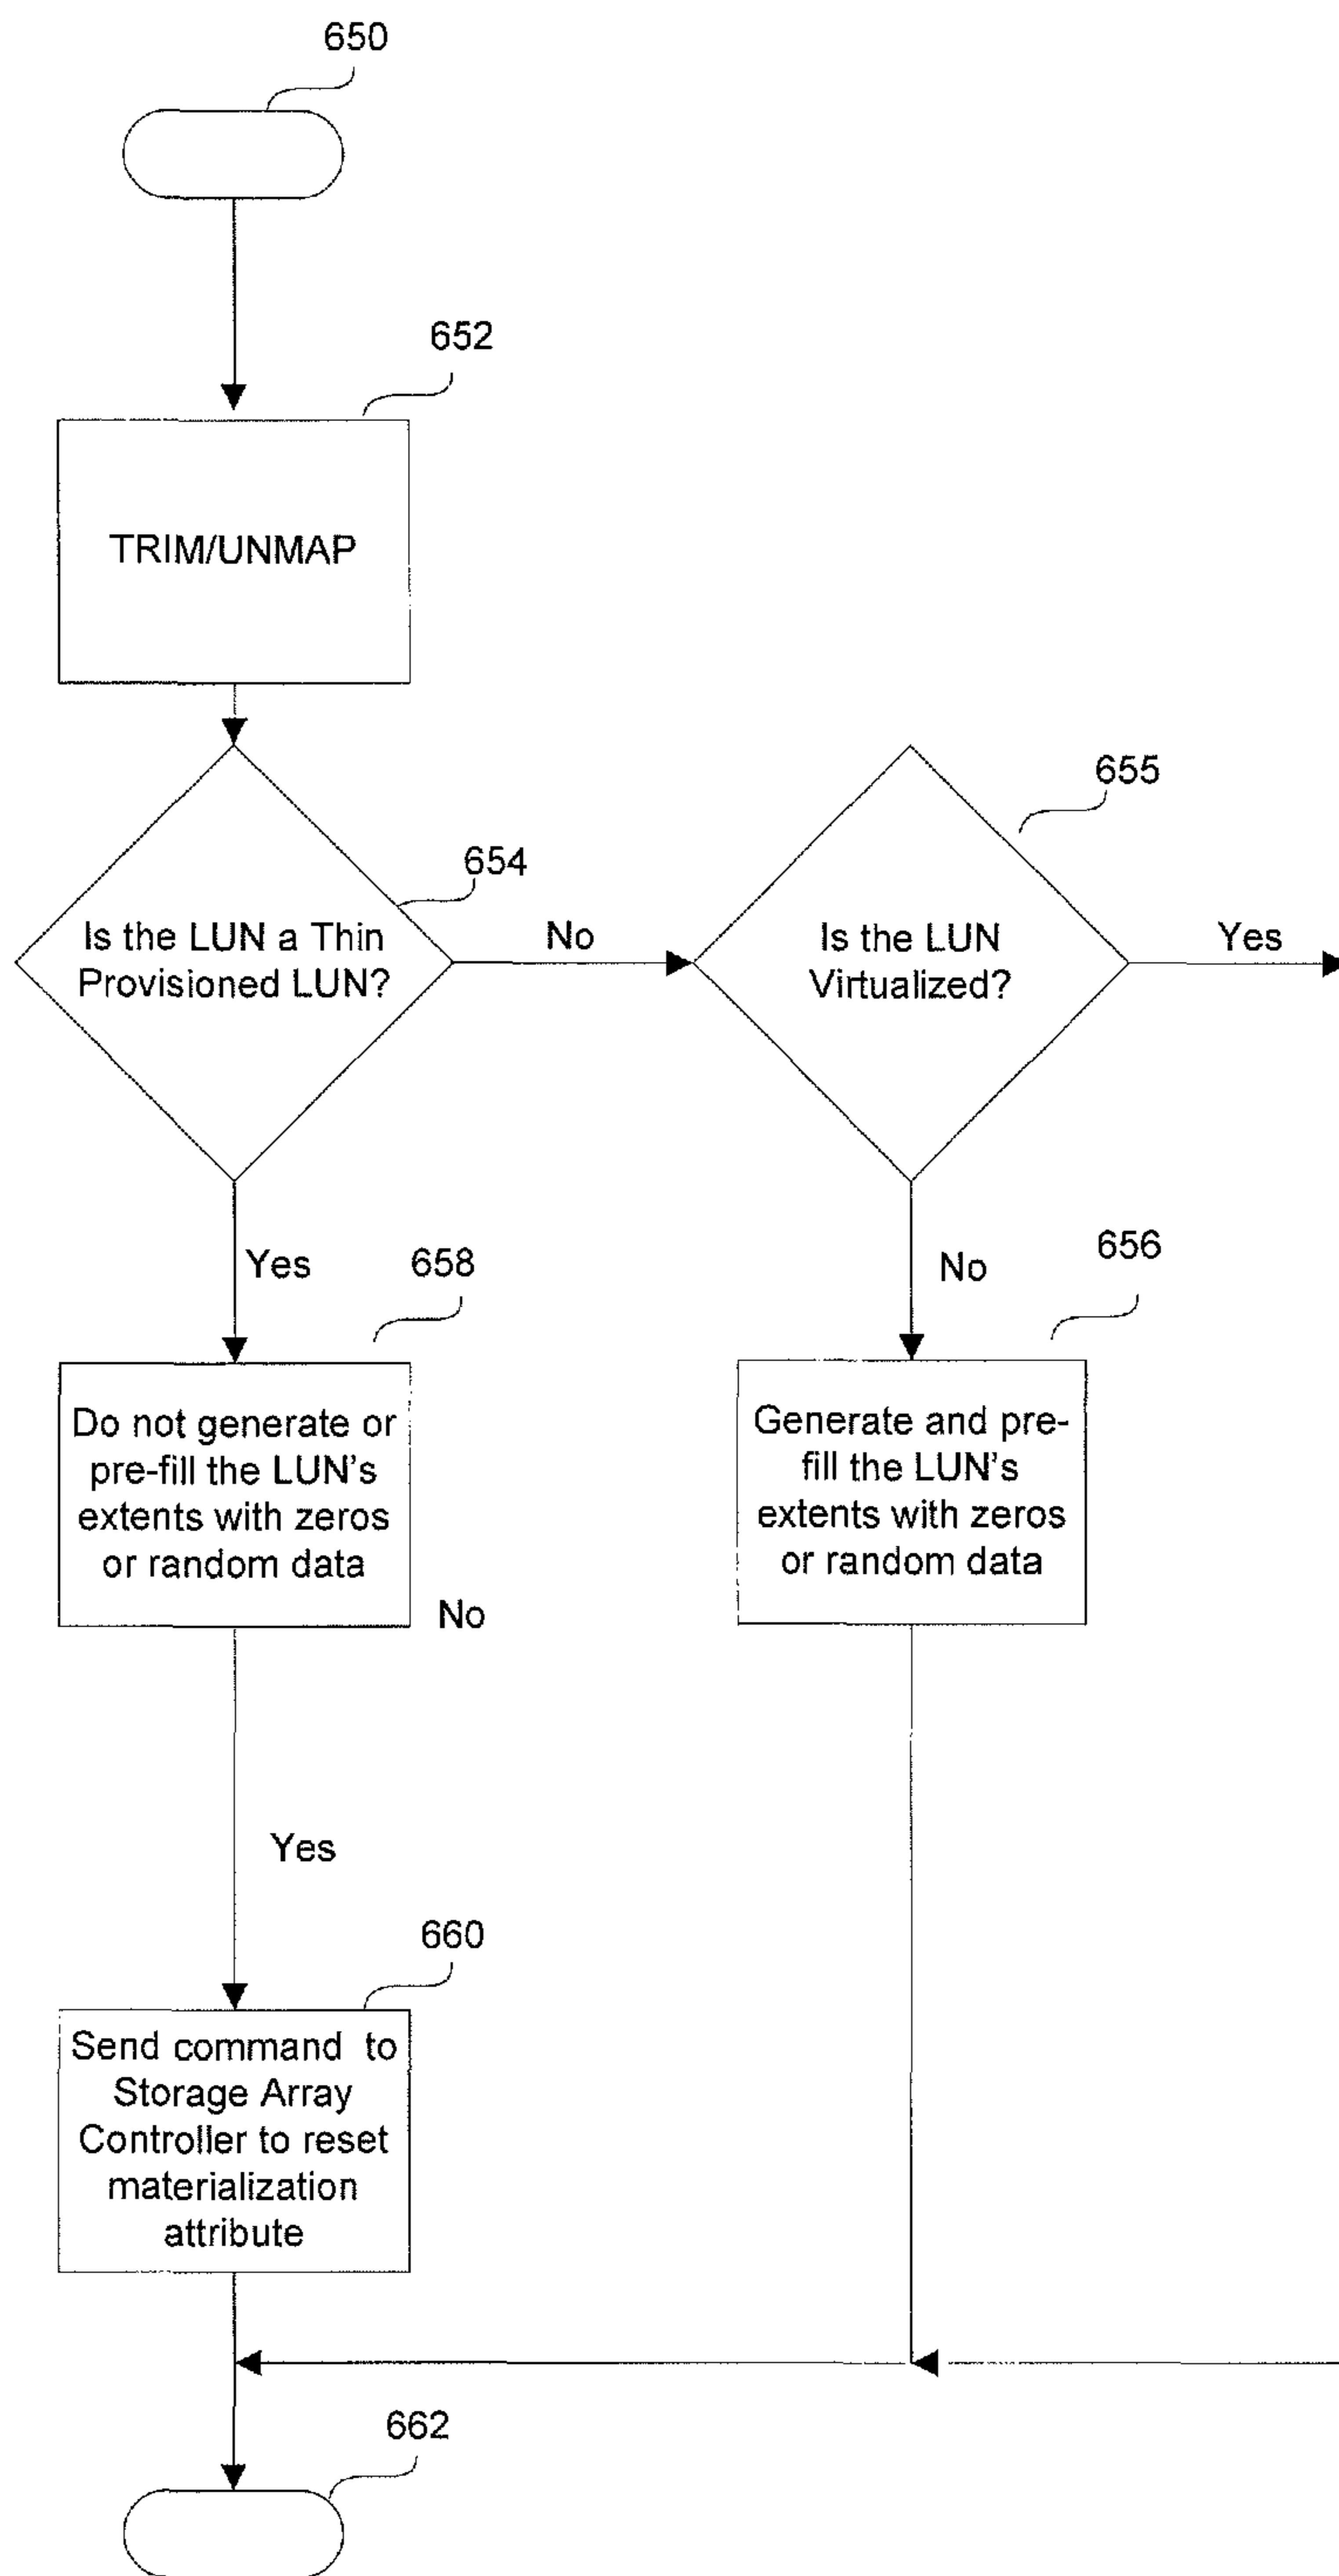 650
652
TRIM/UNMAP
654
Is the LUN a Thin
Provisioned LUN?
No
655
Is the LUN
Virtualized?
Yes
Yes
658
Do not generate or
pre-fill the LUN's
extents with zeros
or random data
No
No
656
Generate and pre-
fill the LUN's
extents with zeros
or random data
Yes
660
Send command to
Storage Array
Controller to reset
materialization
attribute
662